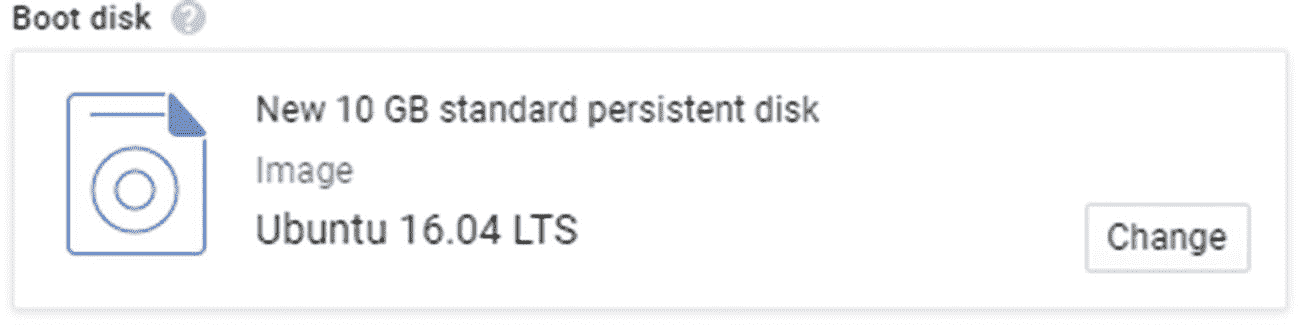 Boot disk ?
New 10 GB standard persistent disk
Image
Ubuntu 16.04 LTS
Change